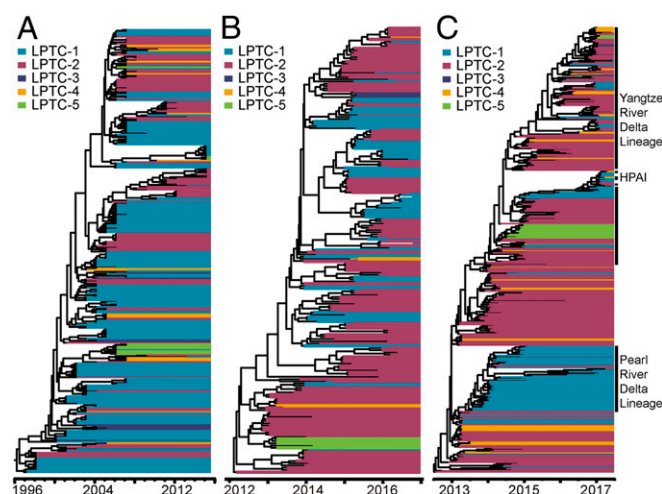 A
LPTC-1
LPTC-2
LPTC-3
LPTC-4
LPTC-5
1996
2004
2012
B
LPTC-1
LPTC-2
LPTC-3
LPTC-4
LPTC-5
2012
2014
2016
C
LPTC-1
LPTC-2
LPTC-3
LPTC-4
LPTC-5
Yangtze
River
Delta
Lineage
HPAI
Pearl
River
Delta
Lineage
2013
2015
2017